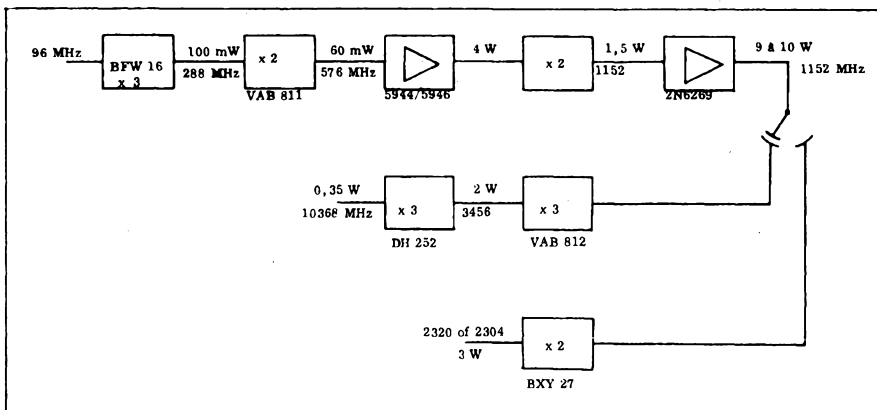 96 MHz
BFW 16
x 3
100 mW
288 MHz
x 2
VAB 811
60 mW
576 MHz
5944/5946
4 W
x 2
1,5 W
1152
2N6269
9 à 10 W
1152 MHz
0,35 W
10368 MHz
x 3
DH 252
2 W
3456
x 3
VAB 812
2320 of 2304
3 W
x 2
BXY 27